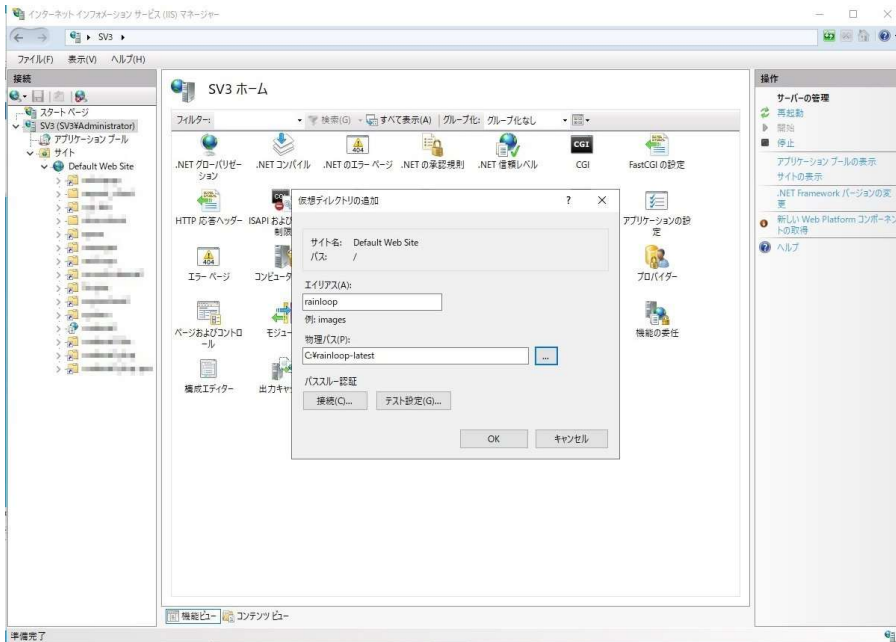 インターネット インフォメーション サービス (IIS) マネージャー
SV3
ファイル(F) 表示(V) ヘルプ(H)
接続
スタート ページ
SV3 (SV3¥Administrator)
アプリケーション プール
サイト
Default Web Site
SV3 ホーム
フィルター: 検索(G) すべて表示(A) グループ化: グループ化なし
.NET グローバリゼーション
.NET コンパイル
.NET のエラー ページ
.NET の承認規則
.NET 信頼レベル
CGI
FastCGI の設定
HTTP 応答ヘッダー
ISAPI および
制限
アプリケーションの設定
エラー ページ
コンピュータ
プロバイダー
ページおよびコントロール
モジュー
機能の委任
構成エディター
出力キャ
仮想ディレクトリの追加
サイト名: Default Web Site
パス: /
エイリアス(A):
rainloop
例: images
物理パス(P):
C:¥rainloop-latest
...
パススルー認証
接続(C)... テスト設定(G)...
OK キャンセル
機能ビュー コンテンツ ビュー
操作
サーバーの管理
再起動
開始
停止
アプリケーション プールの表示
サイトの表示
.NET Framework バージョンの変更
新しい Web Platform コンポーネントの取得
ヘルプ
準備完了